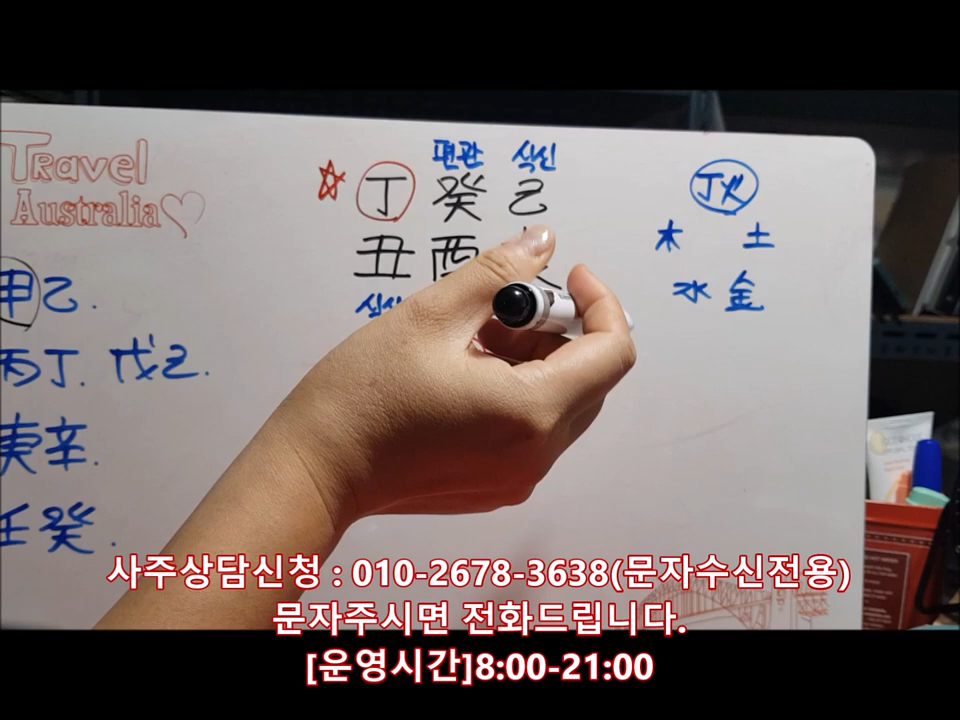 Travel
Australia
편관 식신
丁 癸 己
丑 酉
丁火
木 土
水 金
甲乙.
丙丁. 戊己.
庚辛.
壬癸.
사주상담신청 : 010-2678-3638(문자수신전용)
문자주시면 전화드립니다.
[운영시간]8:00-21:00